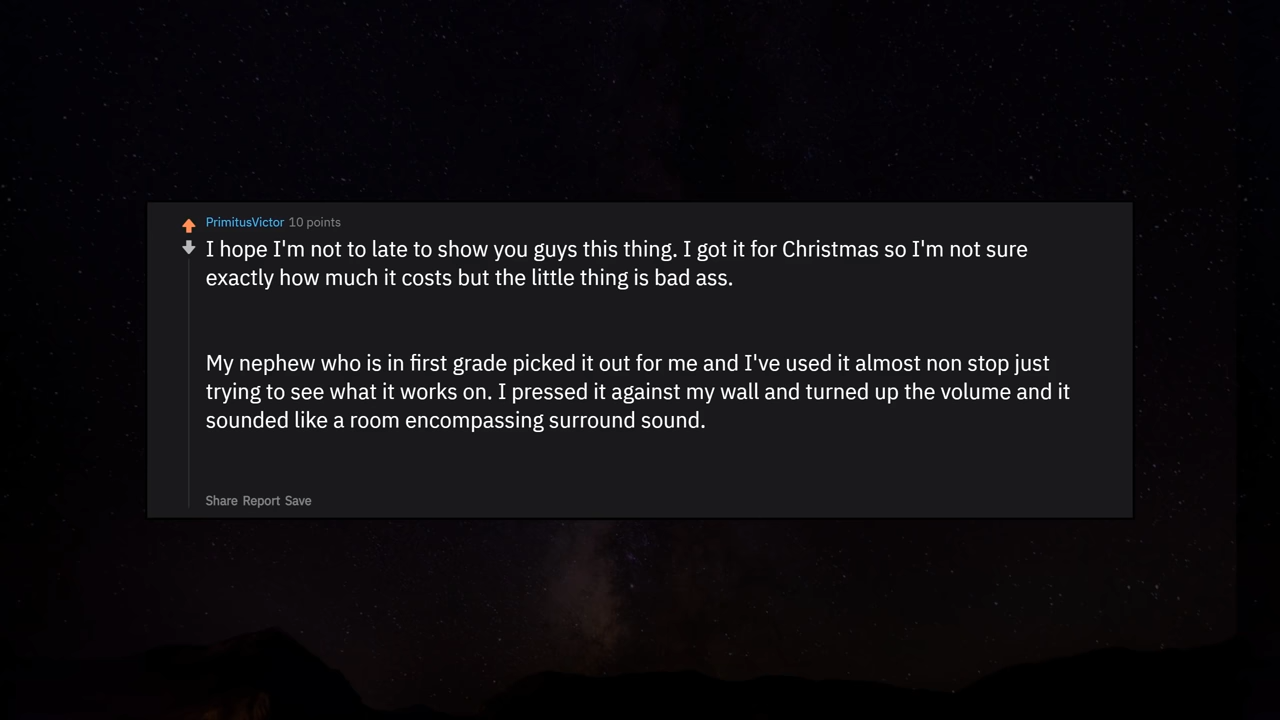 PrimitusVictor 10 points
I hope I'm not to late to show you guys this thing. I got it for Christmas so I'm not sure
exactly how much it costs but the little thing is bad ass.
My nephew who is in first grade picked it out for me and I've used it almost non stop just
trying to see what it works on. I pressed it against my wall and turned up the volume and it
sounded like a room encompassing surround sound.
Share Report Save